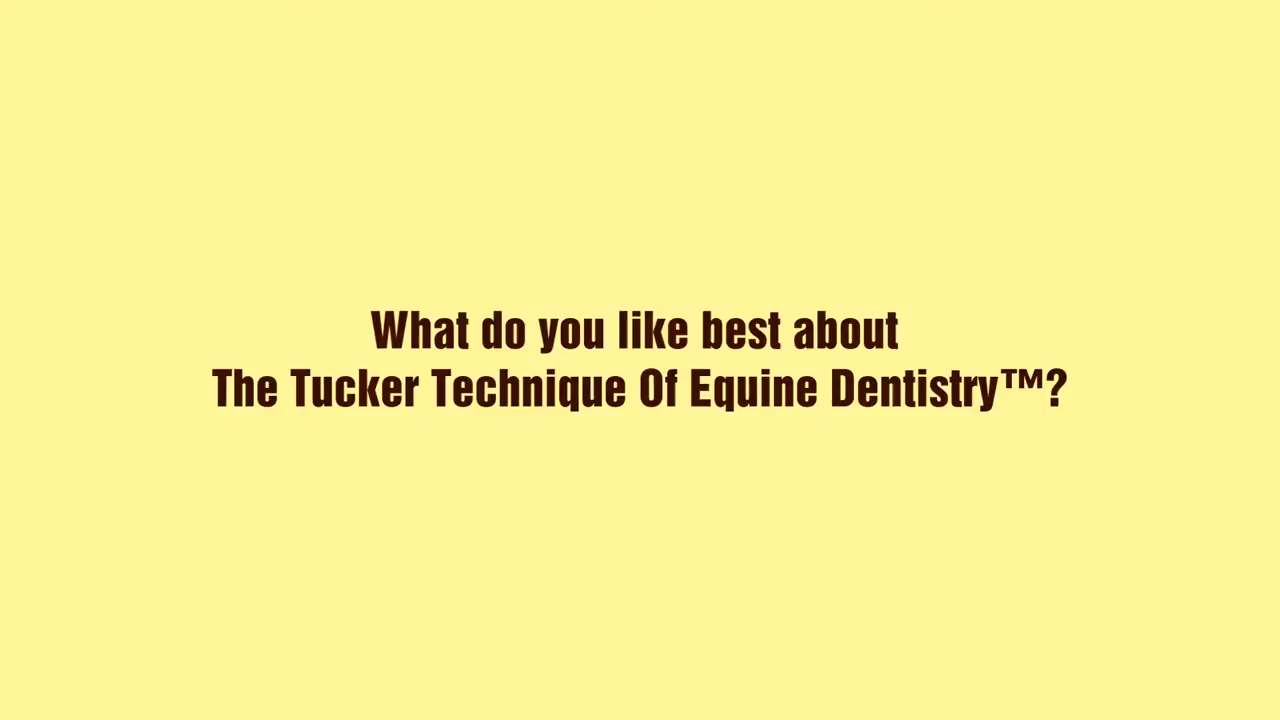 What do you like best about
The Tucker Technique Of Equine Dentistry™?